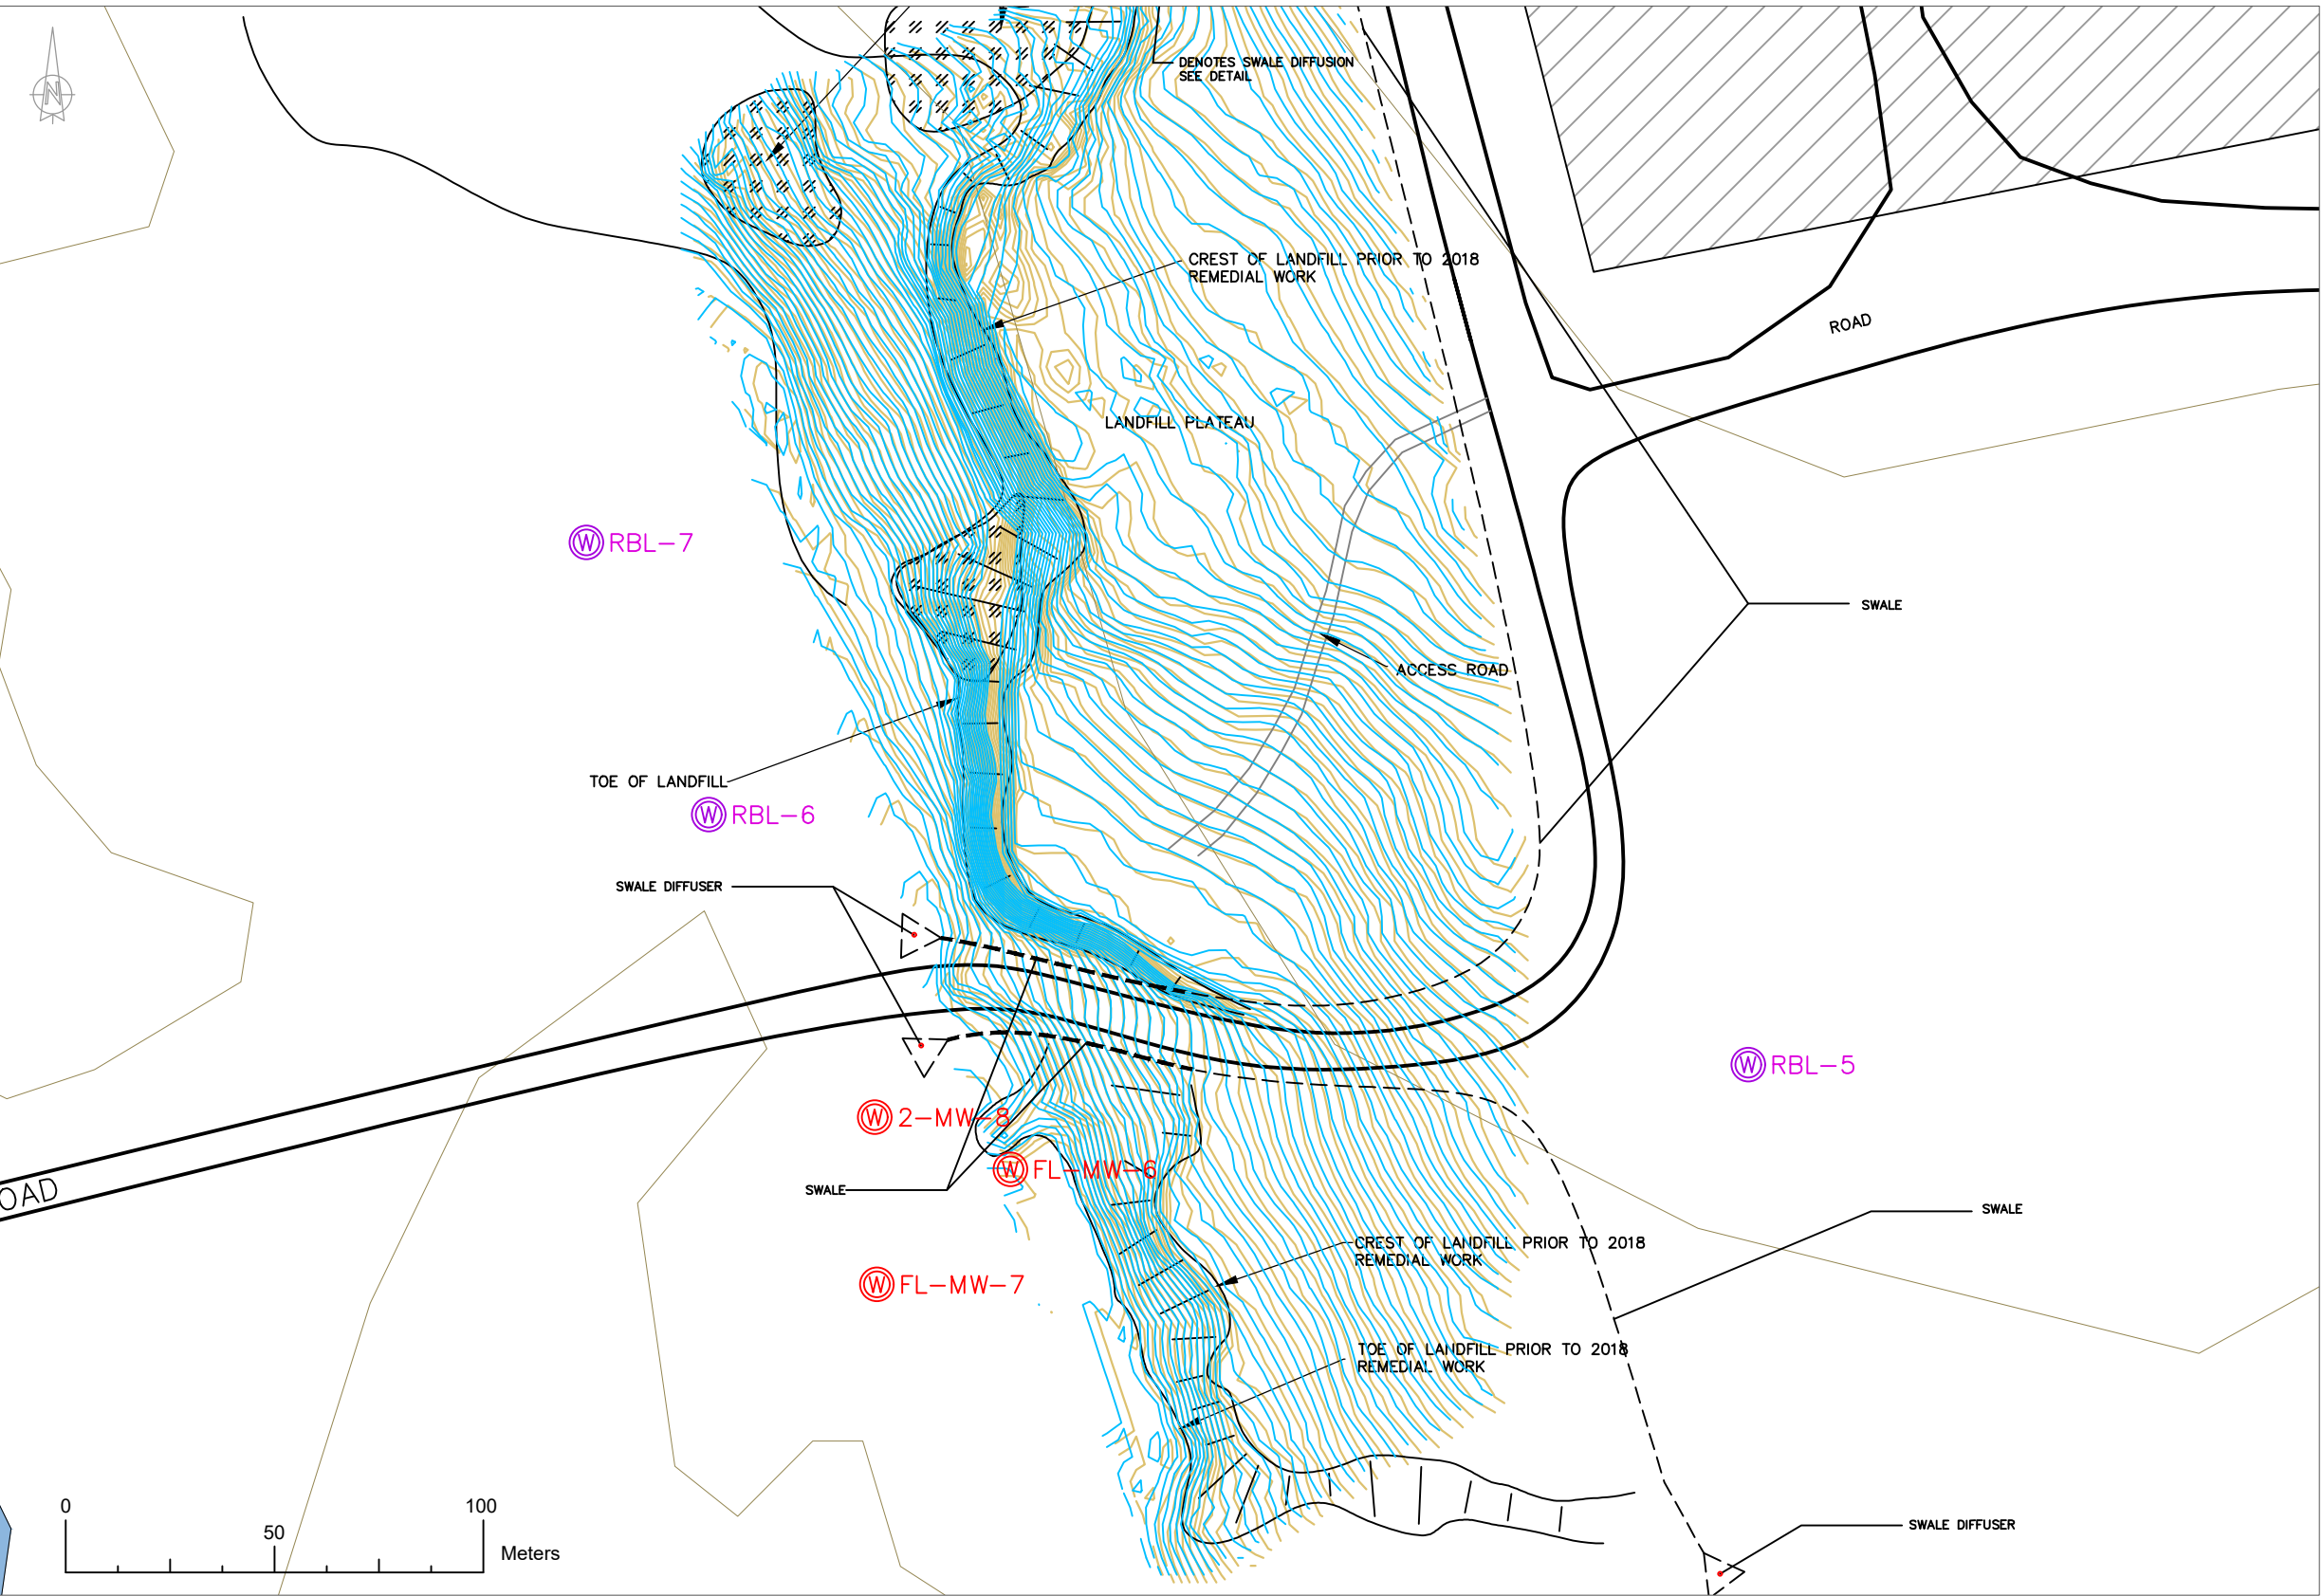 N
DENOTES SWALE DIFFUSION
SEE DETAIL
CREST OF LANDFILL PRIOR TO 2018
REMEDIAL WORK
ROAD
LANDFILL PLATEAU
W RBL-7
SWALE
ACCESS ROAD
TOE OF LANDFILL
W RBL-6
SWALE DIFFUSER
W RBL-5
W 2-MW-8
W FL-MW-6
SWALE
OAD
SWALE
CREST OF LANDFILL PRIOR TO 2018
REMEDIAL WORK
W FL-MW-7
TOE OF LANDFILL PRIOR TO 2018
REMEDIAL WORK
0 50 100
Meters
SWALE DIFFUSER